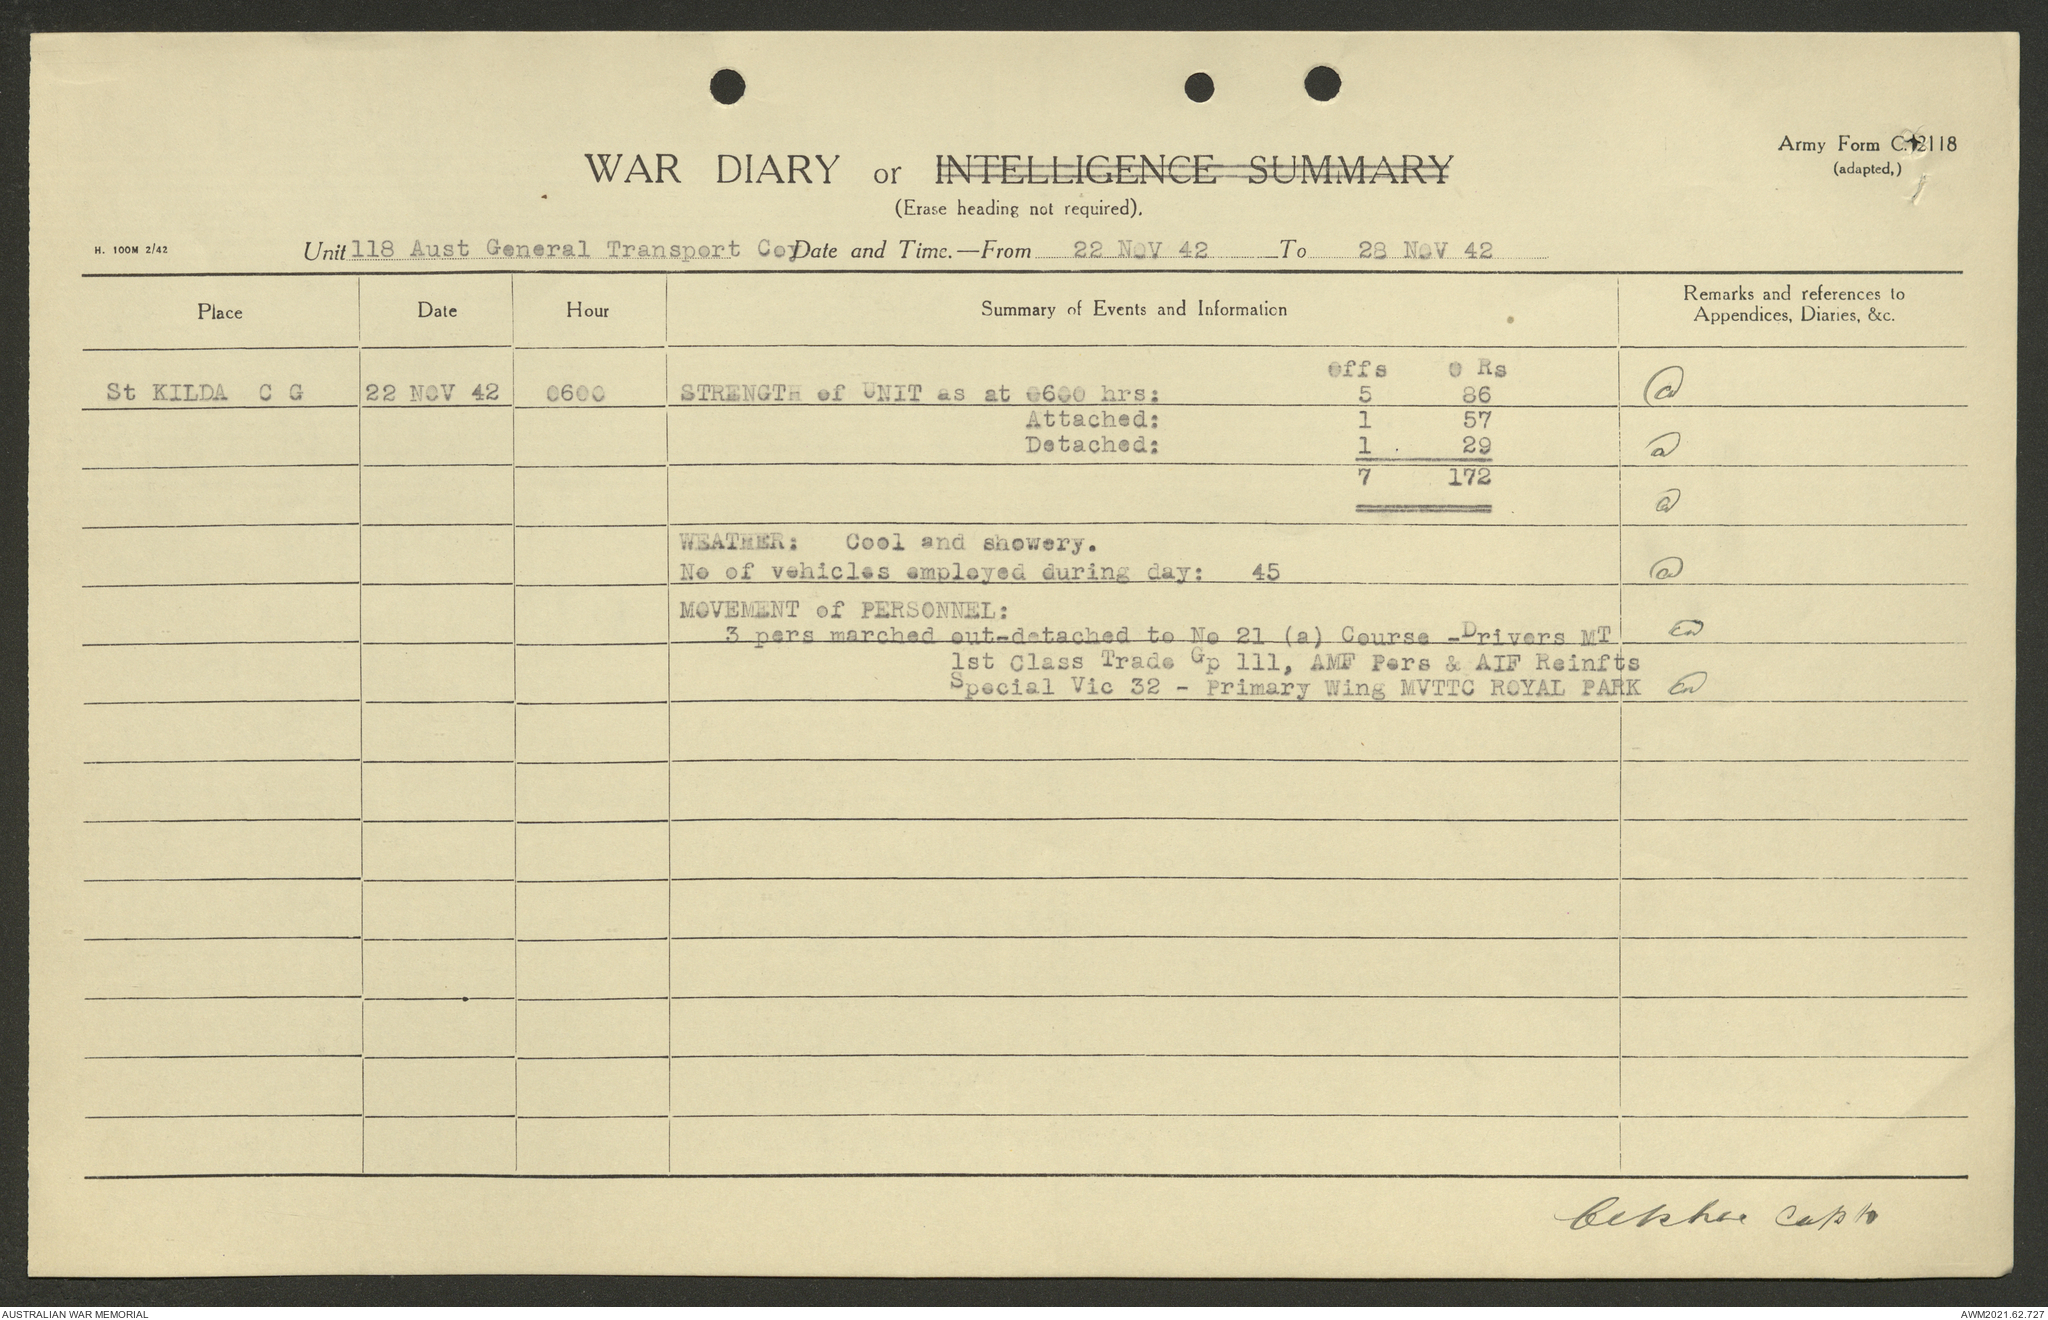 Army Form C. 2118
(adapted,)
WAR DIARY or INTELLIGENCE SUMMARY
(Erase heading not required).
H. 100M 2/42
Unit 118 Aust General Transport Coy Date and Time.—From 22 NOV 42 To 28 NOV 42
Place Date Hour Summary of Events and Information Remarks and references to
Appendices, Diaries, &c.
Offs O Rs
St KILDA C G 22 NOV 42 0600 STRENGTH of UNIT as at 0600 hrs: 5 86
Attached: 1 57
Detached: 1 . 29
7 172
WEATHER: Cool and showery.
No of vehicles employed during day: 45
MOVEMENT of PERSONNEL:
3 pers marched out-detached to No 21 (a) Course -Drivers MT
1st Class Trade Gp 111, AMF Pers & AIF Reinfts
Special Vic 32 - Primary Wing MVTTC ROYAL PARK
Capt
AUSTRALIAN WAR MEMORIAL
AWM2021.62.727